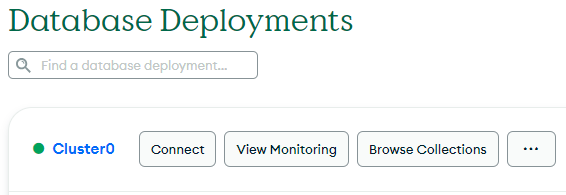 Database Deployments
Find a database deployment...
Cluster0 Connect View Monitoring Browse Collections ...